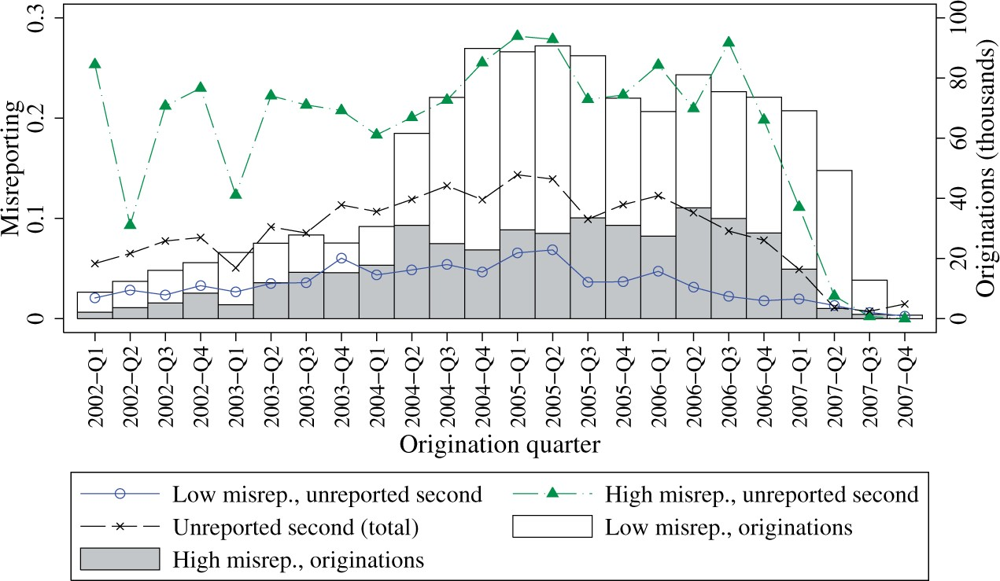 Misreporting
0.3
0.2
0.1
0
Originations (thousands)
100
80
60
40
20
0
2002–Q1
2002–Q2
2002–Q3
2002–Q4
2003–Q1
2003–Q2
2003–Q3
2003–Q4
2004–Q1
2004–Q2
2004–Q3
2004–Q4
2005–Q1
2005–Q2
2005–Q3
2005–Q4
2006–Q1
2006–Q2
2006–Q3
2006–Q4
2007–Q1
2007–Q2
2007–Q3
2007–Q4
Origination quarter
Low misrep., unreported second
High misrep., unreported second
Unreported second (total)
Low misrep., originations
High misrep., originations